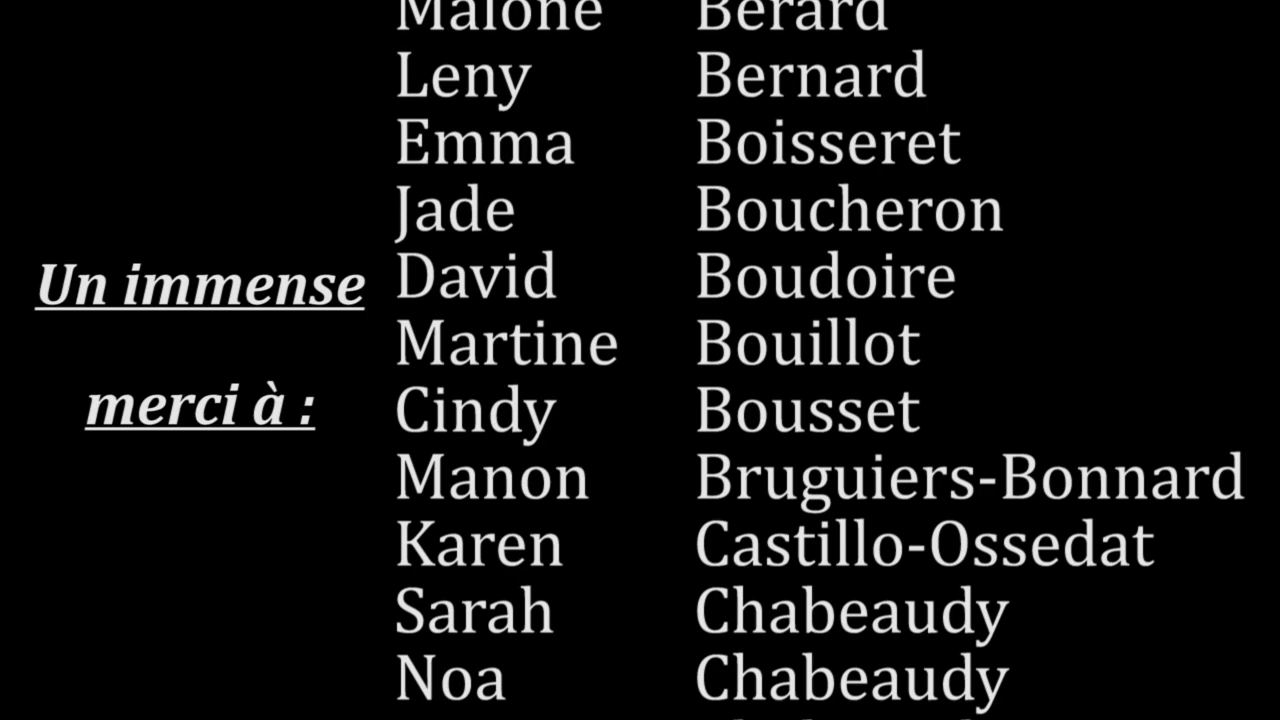 Un immense
merci à :
Malone Berard
Leny Bernard
Emma Boisseret
Jade Boucheron
David Boudoire
Martine Bouillot
Cindy Bousset
Manon Bruguiers-Bonnard
Karen Castillo-Ossedat
Sarah Chabeaudy
Noa Chabeaudy